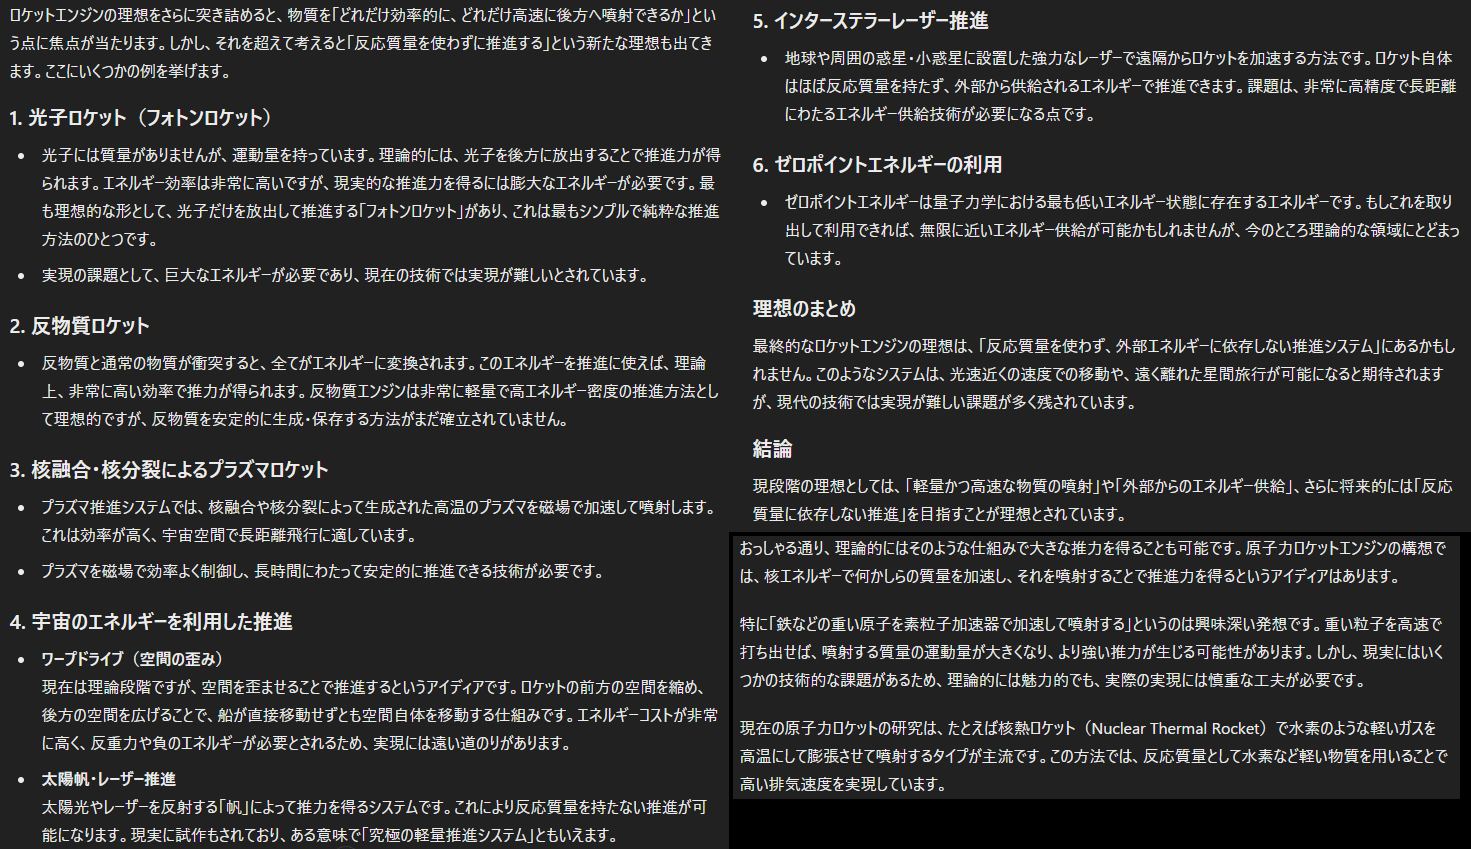 ロケットエンジンの理想をさらに突き詰めると、物質を「どれだけ効率的に、どれだけ高速に後方へ噴射できるか」とい
う点に焦点が当たります。しかし、それを超えて考えると「反応質量を使わずに推進する」という新たな理想も出てき
ます。ここにいくつかの例を挙げます。
1. 光子ロケット（フォトンロケット）
• 光子には質量がありませんが、運動量を持っています。理論的には、光子を後方に放出することで推進力が得
られます。エネルギー効率は非常に高いですが、現実的な推進力を得るには膨大なエネルギーが必要です。最
も理想的な形として、光子だけを放出して推進する「フォトンロケット」があり、これは最もシンプルで純粋な推進
方法のひとつです。
• 実現の課題として、巨大なエネルギーが必要であり、現在の技術では実現が難しいとされています。
2. 反物質ロケット
• 反物質と通常の物質が衝突すると、全てがエネルギーに変換されます。このエネルギーを推進に使えば、理論
上、非常に高い効率で推力が得られます。反物質エンジンは非常に軽量で高エネルギー密度の推進方法とし
て理想的ですが、反物質を安定的に生成・保存する方法がまだ確立されていません。
3. 核融合・核分裂によるプラズマロケット
• プラズマ推進システムでは、核融合や核分裂によって生成された高温のプラズマを磁場で加速して噴射します。
これは効率が高く、宇宙空間で長距離飛行に適しています。
• プラズマを磁場で効率よく制御し、長時間にわたって安定的に推進できる技術が必要です。
4. 宇宙のエネルギーを利用した推進
• ワープドライブ（空間の歪み）
現在は理論段階ですが、空間を歪ませることで推進するというアイディアです。ロケットの前方の空間を縮め、
後方の空間を広げることで、船が直接移動せずとも空間自体を移動する仕組みです。エネルギーコストが非常
に高く、反重力や負のエネルギーが必要とされるため、実現には遠い道のりがあります。
• 太陽帆・レーザー推進
太陽光やレーザーを反射する「帆」によって推力を得るシステムです。これにより反応質量を持たない推進が可
能になります。現実に試作もされており、ある意味で「究極の軽量推進システム」ともいえます。
5. インターステラーレーザー推進
• 地球や周囲の惑星・小惑星に設置した強力なレーザーで遠隔からロケットを加速する方法です。ロケット自体
はほぼ反応質量を持たず、外部から供給されるエネルギーで推進できます。課題は、非常に高精度で長距離
にわたるエネルギー供給技術が必要になる点です。
6. ゼロポイントエネルギーの利用
• ゼロポイントエネルギーは量子力学における最も低いエネルギー状態に存在するエネルギーです。もしこれを取り
出して利用できれば、無限に近いエネルギー供給が可能かもしれませんが、今のところ理論的な領域にとどまっ
ています。
理想のまとめ
最終的なロケットエンジンの理想は、「反応質量を使わず、外部エネルギーに依存しない推進システム」にあるかもし
れません。このようなシステムは、光速近くの速度での移動や、遠く離れた星間旅行が可能になると期待されます
が、現代の技術では実現が難しい課題が多く残されています。
結論
現段階の理想としては、「軽量かつ高速な物質の噴射」や「外部からのエネルギー供給」、さらに将来的には「反応
質量に依存しない推進」を目指すことが理想とされています。
おっしゃる通り、理論的にはそのような仕組みで大きな推力を得ることも可能です。原子力ロケットエンジンの構想で
は、核エネルギーで何かしらの質量を加速し、それを噴射することで推進力を得るというアイディアはあります。
特に「鉄などの重い原子を素粒子加速器で加速して噴射する」というのは興味深い発想です。重い粒子を高速で
打ち出せば、噴射する質量の運動量が大きくなり、より強い推力が生じる可能性があります。しかし、現実にはいく
つかの技術的な課題があるため、理論的には魅力的でも、実際の実現には慎重な工夫が必要です。
現在の原子力ロケットの研究は、たとえば核熱ロケット（Nuclear Thermal Rocket）で水素のような軽いガスを
高温にして膨張させて噴射するタイプが主流です。この方法では、反応質量として水素など軽い物質を用いることで
高い排気速度を実現しています。